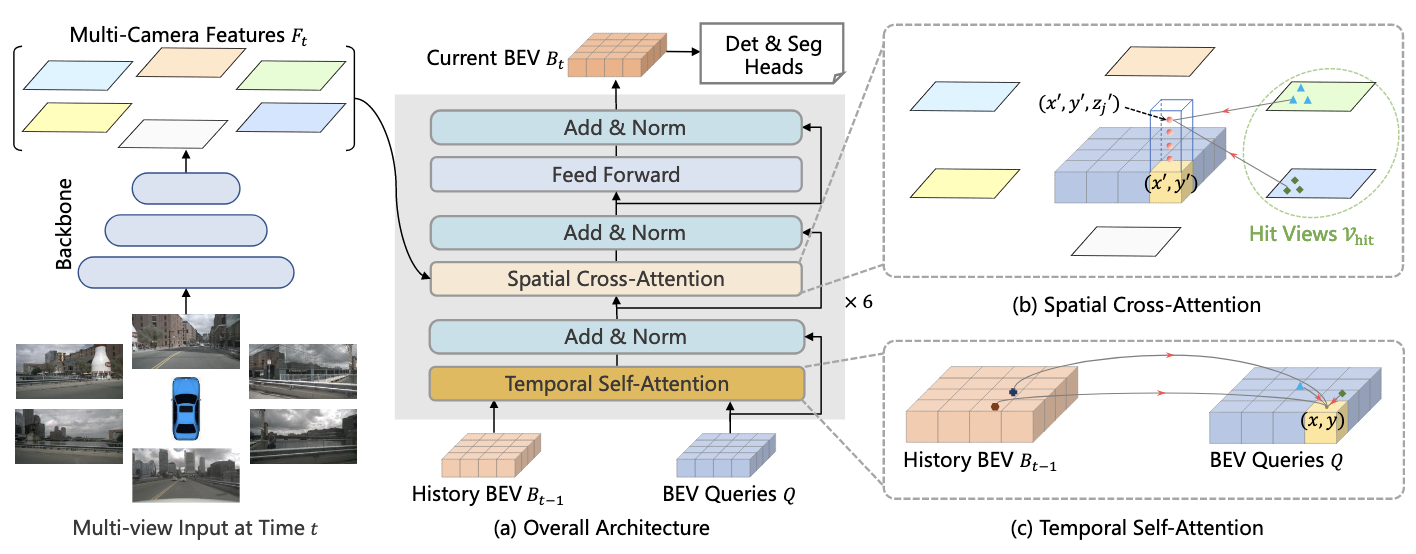 Multi-Camera Features F_t
Backbone
Multi-view Input at Time t
Current BEV B_t
Det & Seg
Heads
Add & Norm
Feed Forward
Add & Norm
Spatial Cross-Attention
Add & Norm
Temporal Self-Attention
× 6
History BEV B_{t−1}
BEV Queries Q
(a) Overall Architecture
(x′, y′, z_j′)
(x′, y′)
Hit Views 𝒱_hit
(b) Spatial Cross-Attention
(x, y)
History BEV B_{t−1}
BEV Queries Q
(c) Temporal Self-Attention